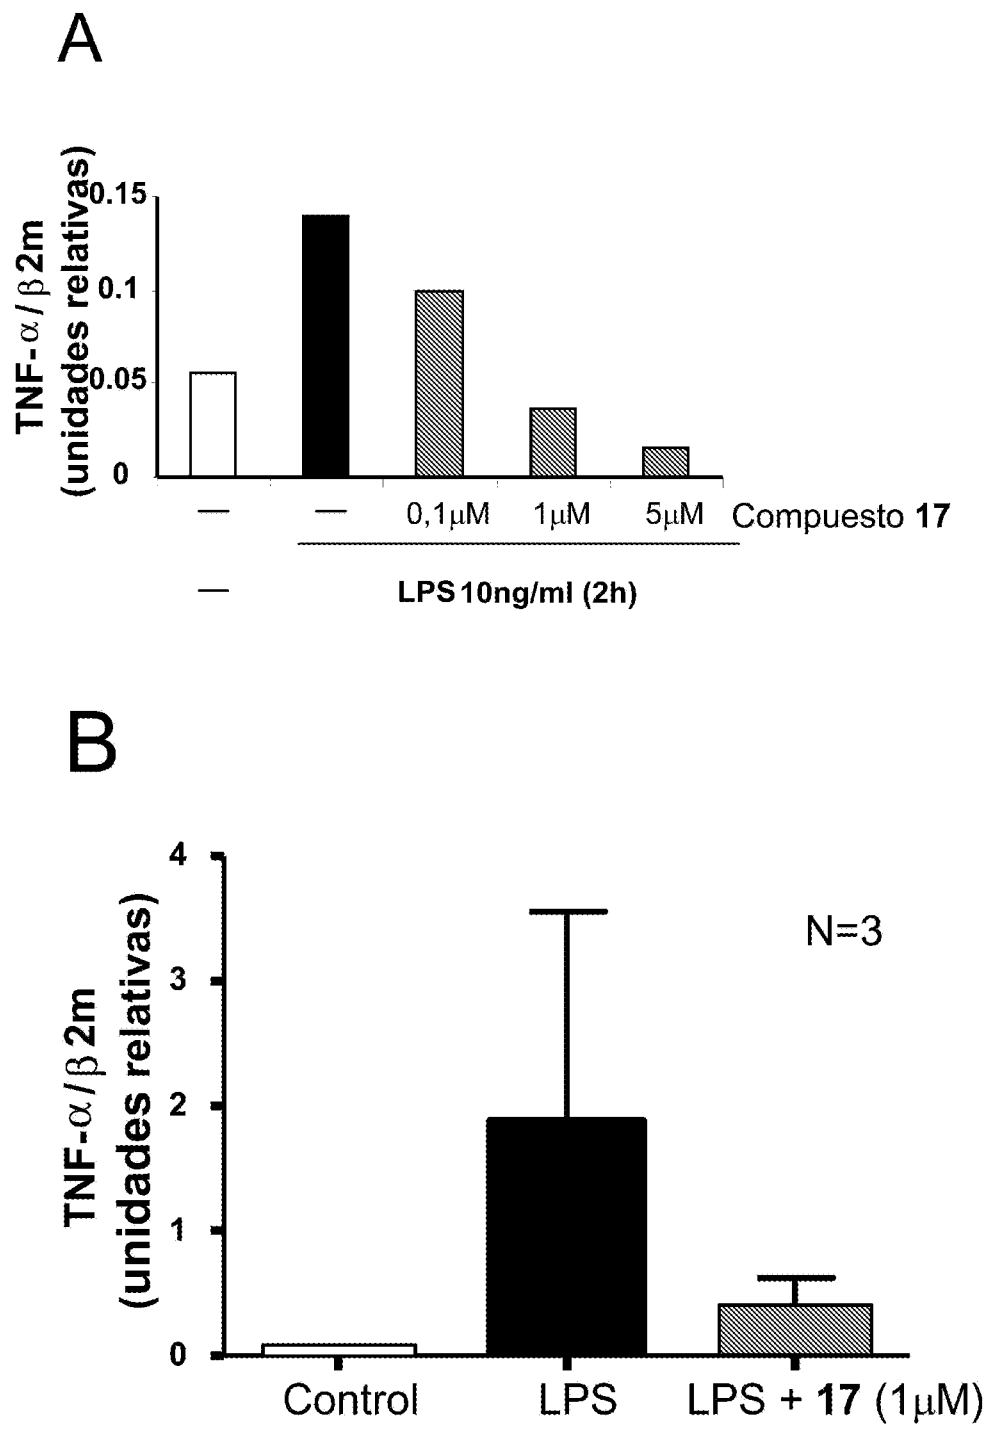 A
TNF-α/β2m
(unidades relativas)
0.15
0.1
0.05
0
— — 0,1µM 1µM 5µM Compuesto 17
— LPS 10ng/ml (2h)
B
TNF-α/β2m
(unidades relativas)
4
3
2
1
0
N=3
Control LPS LPS + 17 (1µM)